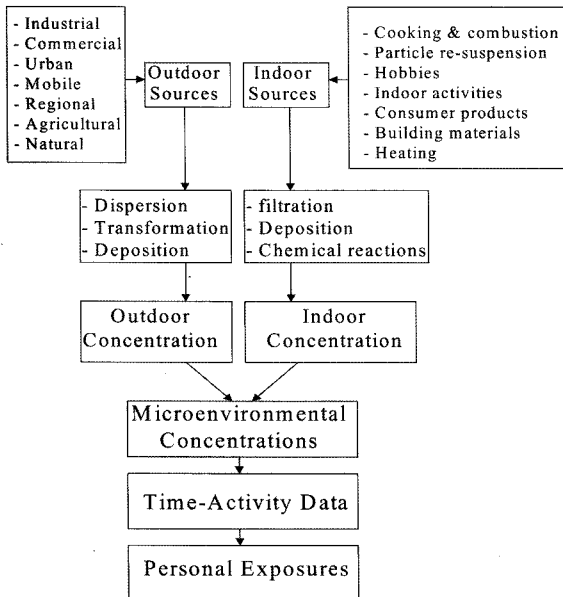 - Industrial
- Commercial
- Urban
- Mobile
- Regional
- Agricultural
- Natural
Outdoor
Sources
Indoor
Sources
- Cooking & combustion
- Particle re-suspension
- Hobbies
- Indoor activities
- Consumer products
- Building materials
- Heating
- Dispersion
- Transformation
- Deposition
- filtration
- Deposition
- Chemical reactions
Outdoor
Concentration
Indoor
Concentration
Microenvironmental
Concentrations
Time-Activity Data
Personal Exposures